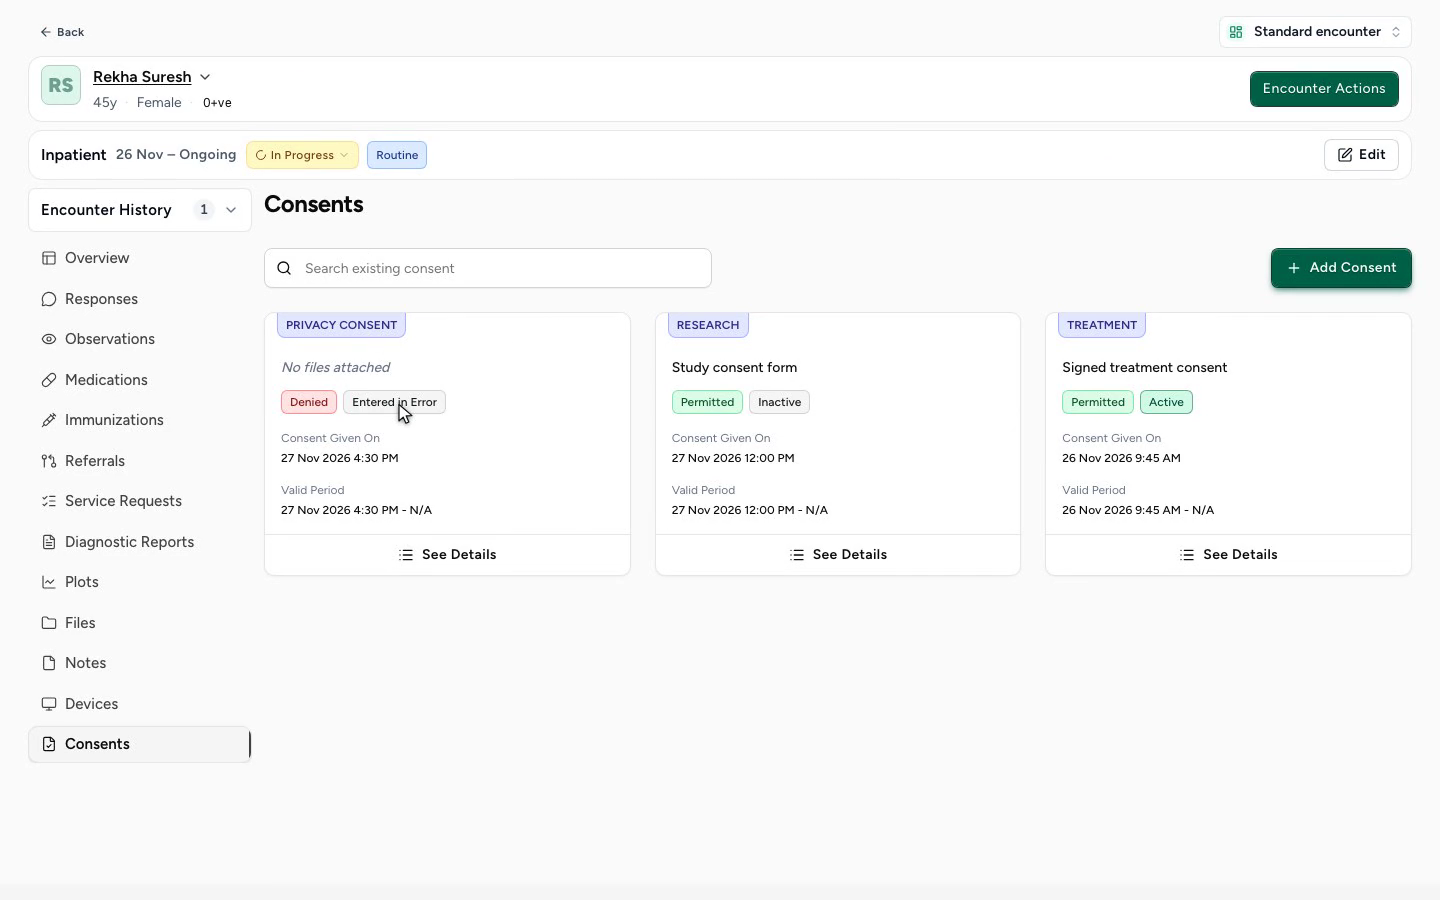 Back
Standard encounter
RS
Rekha Suresh
45y · Female · O+ve
Encounter Actions
Inpatient 26 Nov – Ongoing In Progress Routine
Edit
Encounter History 1
Overview
Responses
Observations
Medications
Immunizations
Referrals
Service Requests
Diagnostic Reports
Plots
Files
Notes
Devices
Consents
Consents
Search existing consent
Add Consent
PRIVACY CONSENT
No files attached
Denied Entered in Error
Consent Given On
27 Nov 2026 4:30 PM
Valid Period
27 Nov 2026 4:30 PM - N/A
See Details
RESEARCH
Study consent form
Permitted Inactive
Consent Given On
27 Nov 2026 12:00 PM
Valid Period
27 Nov 2026 12:00 PM - N/A
See Details
TREATMENT
Signed treatment consent
Permitted Active
Consent Given On
26 Nov 2026 9:45 AM
Valid Period
26 Nov 2026 9:45 AM - N/A
See Details